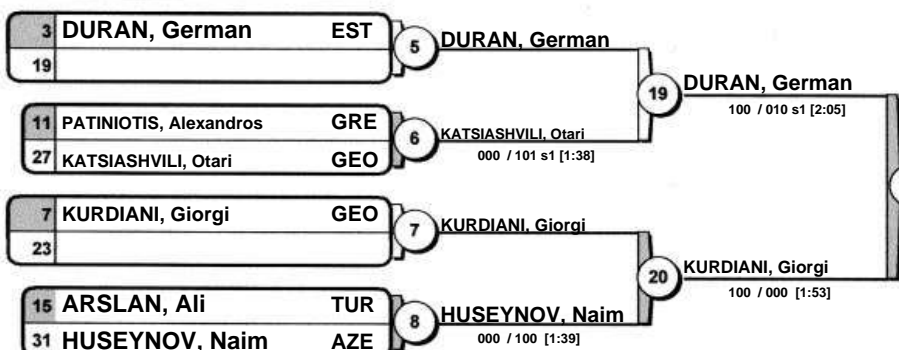 3 DURAN, German EST
19
5
DURAN, German
11 PATINIOTIS, Alexandros GRE
27 KATSIASHVILI, Otari GEO
6
KATSIASHVILI, Otari
000 / 101 s1 [1:38]
19
DURAN, German
100 / 010 s1 [2:05]
7 KURDIANI, Giorgi GEO
23
7
KURDIANI, Giorgi
15 ARSLAN, Ali TUR
31 HUSEYNOV, Naim AZE
8
HUSEYNOV, Naim
000 / 100 [1:39]
20
KURDIANI, Giorgi
100 / 000 [1:53]